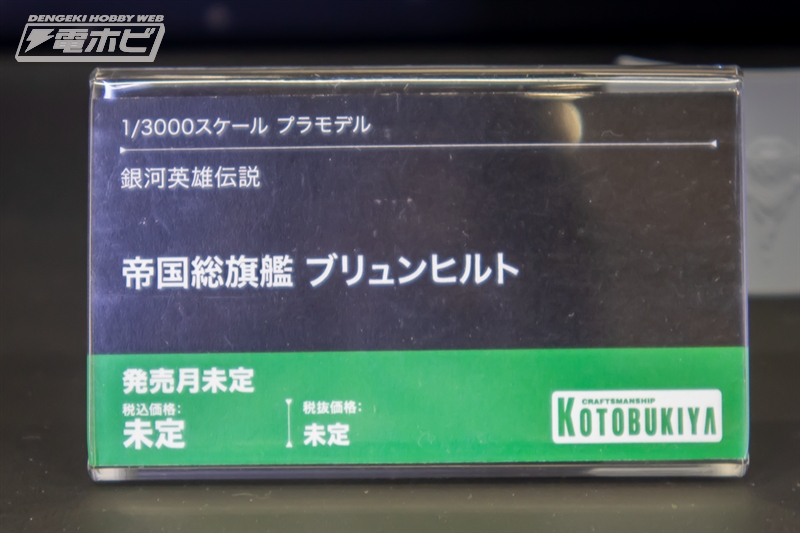 DENGEKI HOBBY WEB
電ホビ
1/3000スケール プラモデル
銀河英雄伝説
帝国総旗艦 ブリュンヒルト
発売月未定
税込価格:
未定
税抜価格:
未定
CRAFTSMANSHIP
KOTOBUKIYA